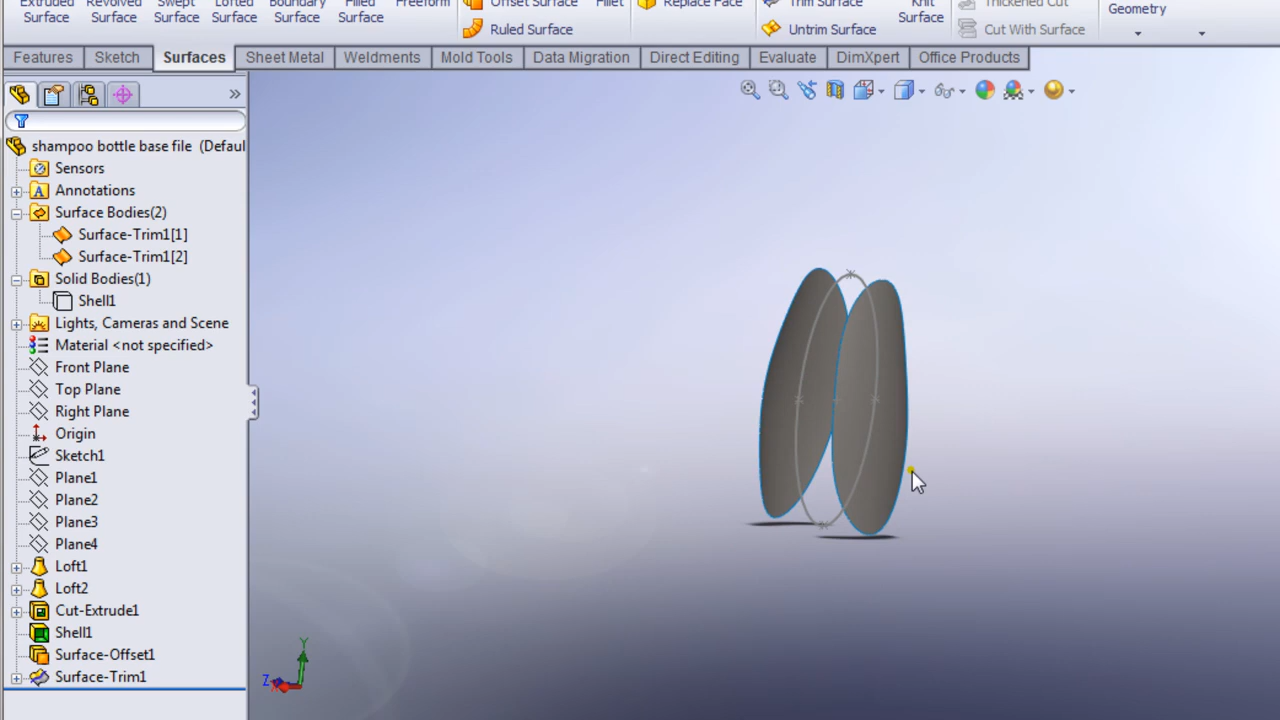 Extruded Surface
Revolved Surface
Swept Surface
Lofted Surface
Boundary Surface
Filled Surface
Freeform
Offset Surface
Ruled Surface
Fillet
Replace Face
Trim Surface
Untrim Surface
Knit Surface
Thickened Cut
Cut With Surface
Geometry
Features
Sketch
Surfaces
Sheet Metal
Weldments
Mold Tools
Data Migration
Direct Editing
Evaluate
DimXpert
Office Products
shampoo bottle base file (Defaul
Sensors
Annotations
Surface Bodies(2)
Surface-Trim1[1]
Surface-Trim1[2]
Solid Bodies(1)
Shell1
Lights, Cameras and Scene
Material <not specified>
Front Plane
Top Plane
Right Plane
Origin
Sketch1
Plane1
Plane2
Plane3
Plane4
Loft1
Loft2
Cut-Extrude1
Shell1
Surface-Offset1
Surface-Trim1
Y
Z